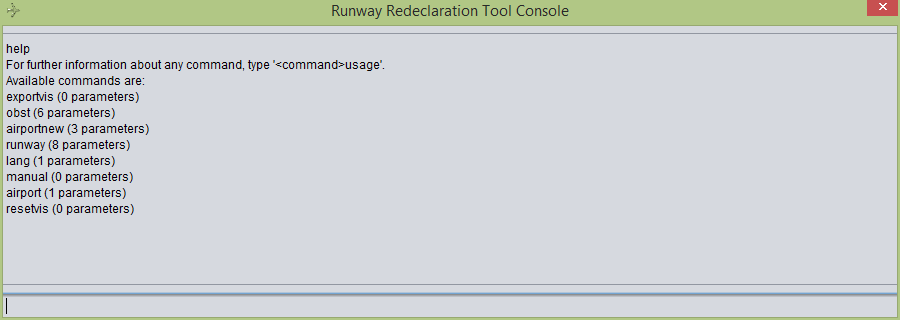 Runway Redeclaration Tool Console
help
For further information about any command, type '<command>usage'.
Available commands are:
exportvis (0 parameters)
obst (6 parameters)
airportnew (3 parameters)
runway (8 parameters)
lang (1 parameters)
manual (0 parameters)
airport (1 parameters)
resetvis (0 parameters)